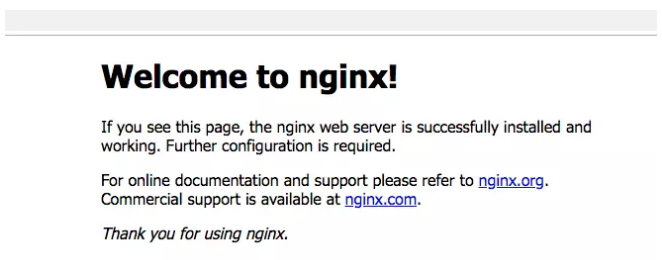 Welcome to nginx!
If you see this page, the nginx web server is successfully installed and
working. Further configuration is required.
For online documentation and support please refer to nginx.org.
Commercial support is available at nginx.com.
Thank you for using nginx.